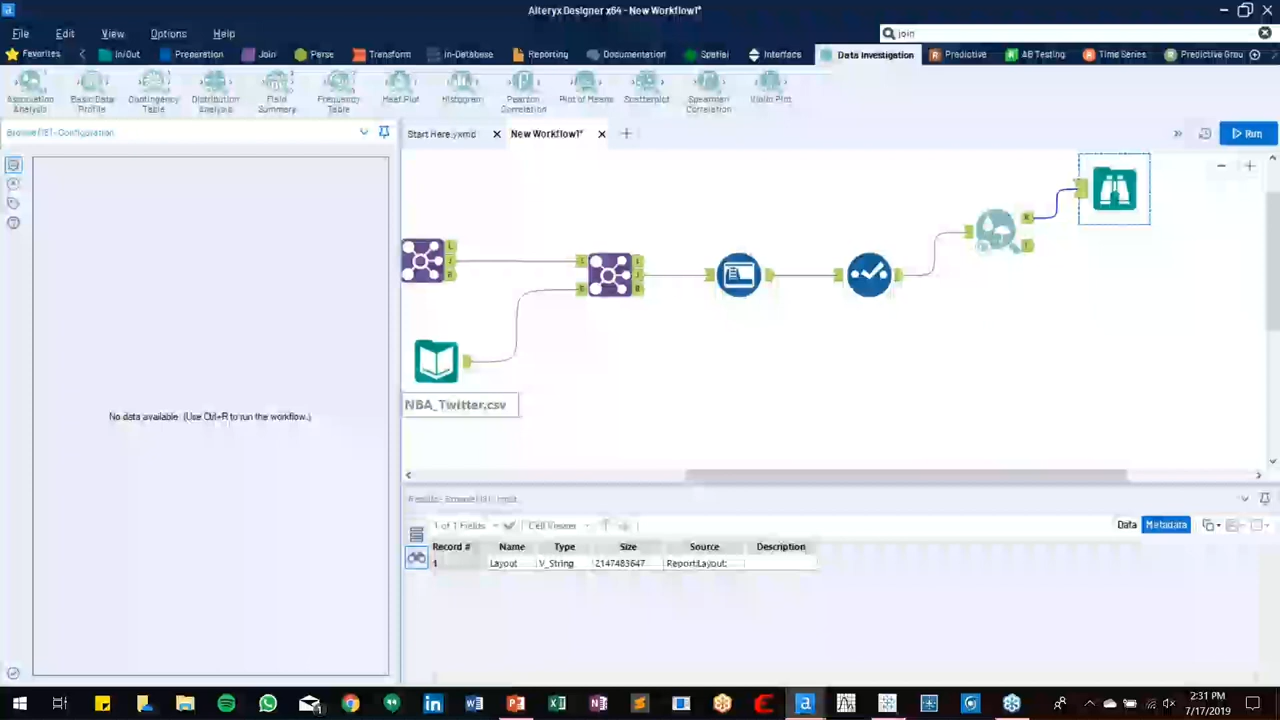 Alteryx Designer x64 - New Workflow1*
File Edit View Options Help
join
Favorites In/Out Preparation Join Parse Transform In-Database Reporting Documentation Spatial Interface Data Investigation Predictive AB Testing Time Series Predictive Grou
Association Analysis Basic Data Profile Contingency Table Distribution Analysis Field Summary Frequency Table Heat Plot Histogram Pearson Correlation Plot of Means Scatterplot Spearman Correlation Violin Plot
Configuration
Start Here.yxmd New Workflow1* Run
No data available. (Use Ctrl+R to run the workflow.)
NBA_Twitter.csv
1 of 1 Fields Cell Viewer Data Metadata
Record # Name Type Size Source Description
1 Layout V_String 2147483647 Report:Layout:
2:31 PM
7/17/2019